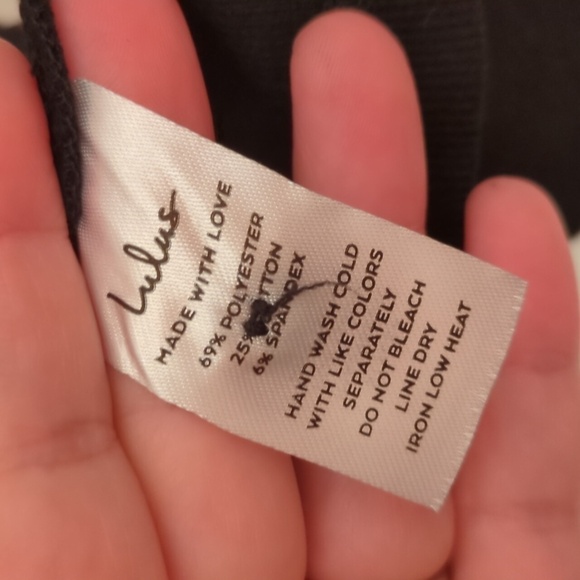 Lulus
MADE WITH LOVE
69% POLYESTER
25%
6% SPANDEX
HAND WASH COLD
WITH LIKE COLORS
SEPARATELY
DO NOT BLEACH
LINE DRY
IRON LOW HEAT